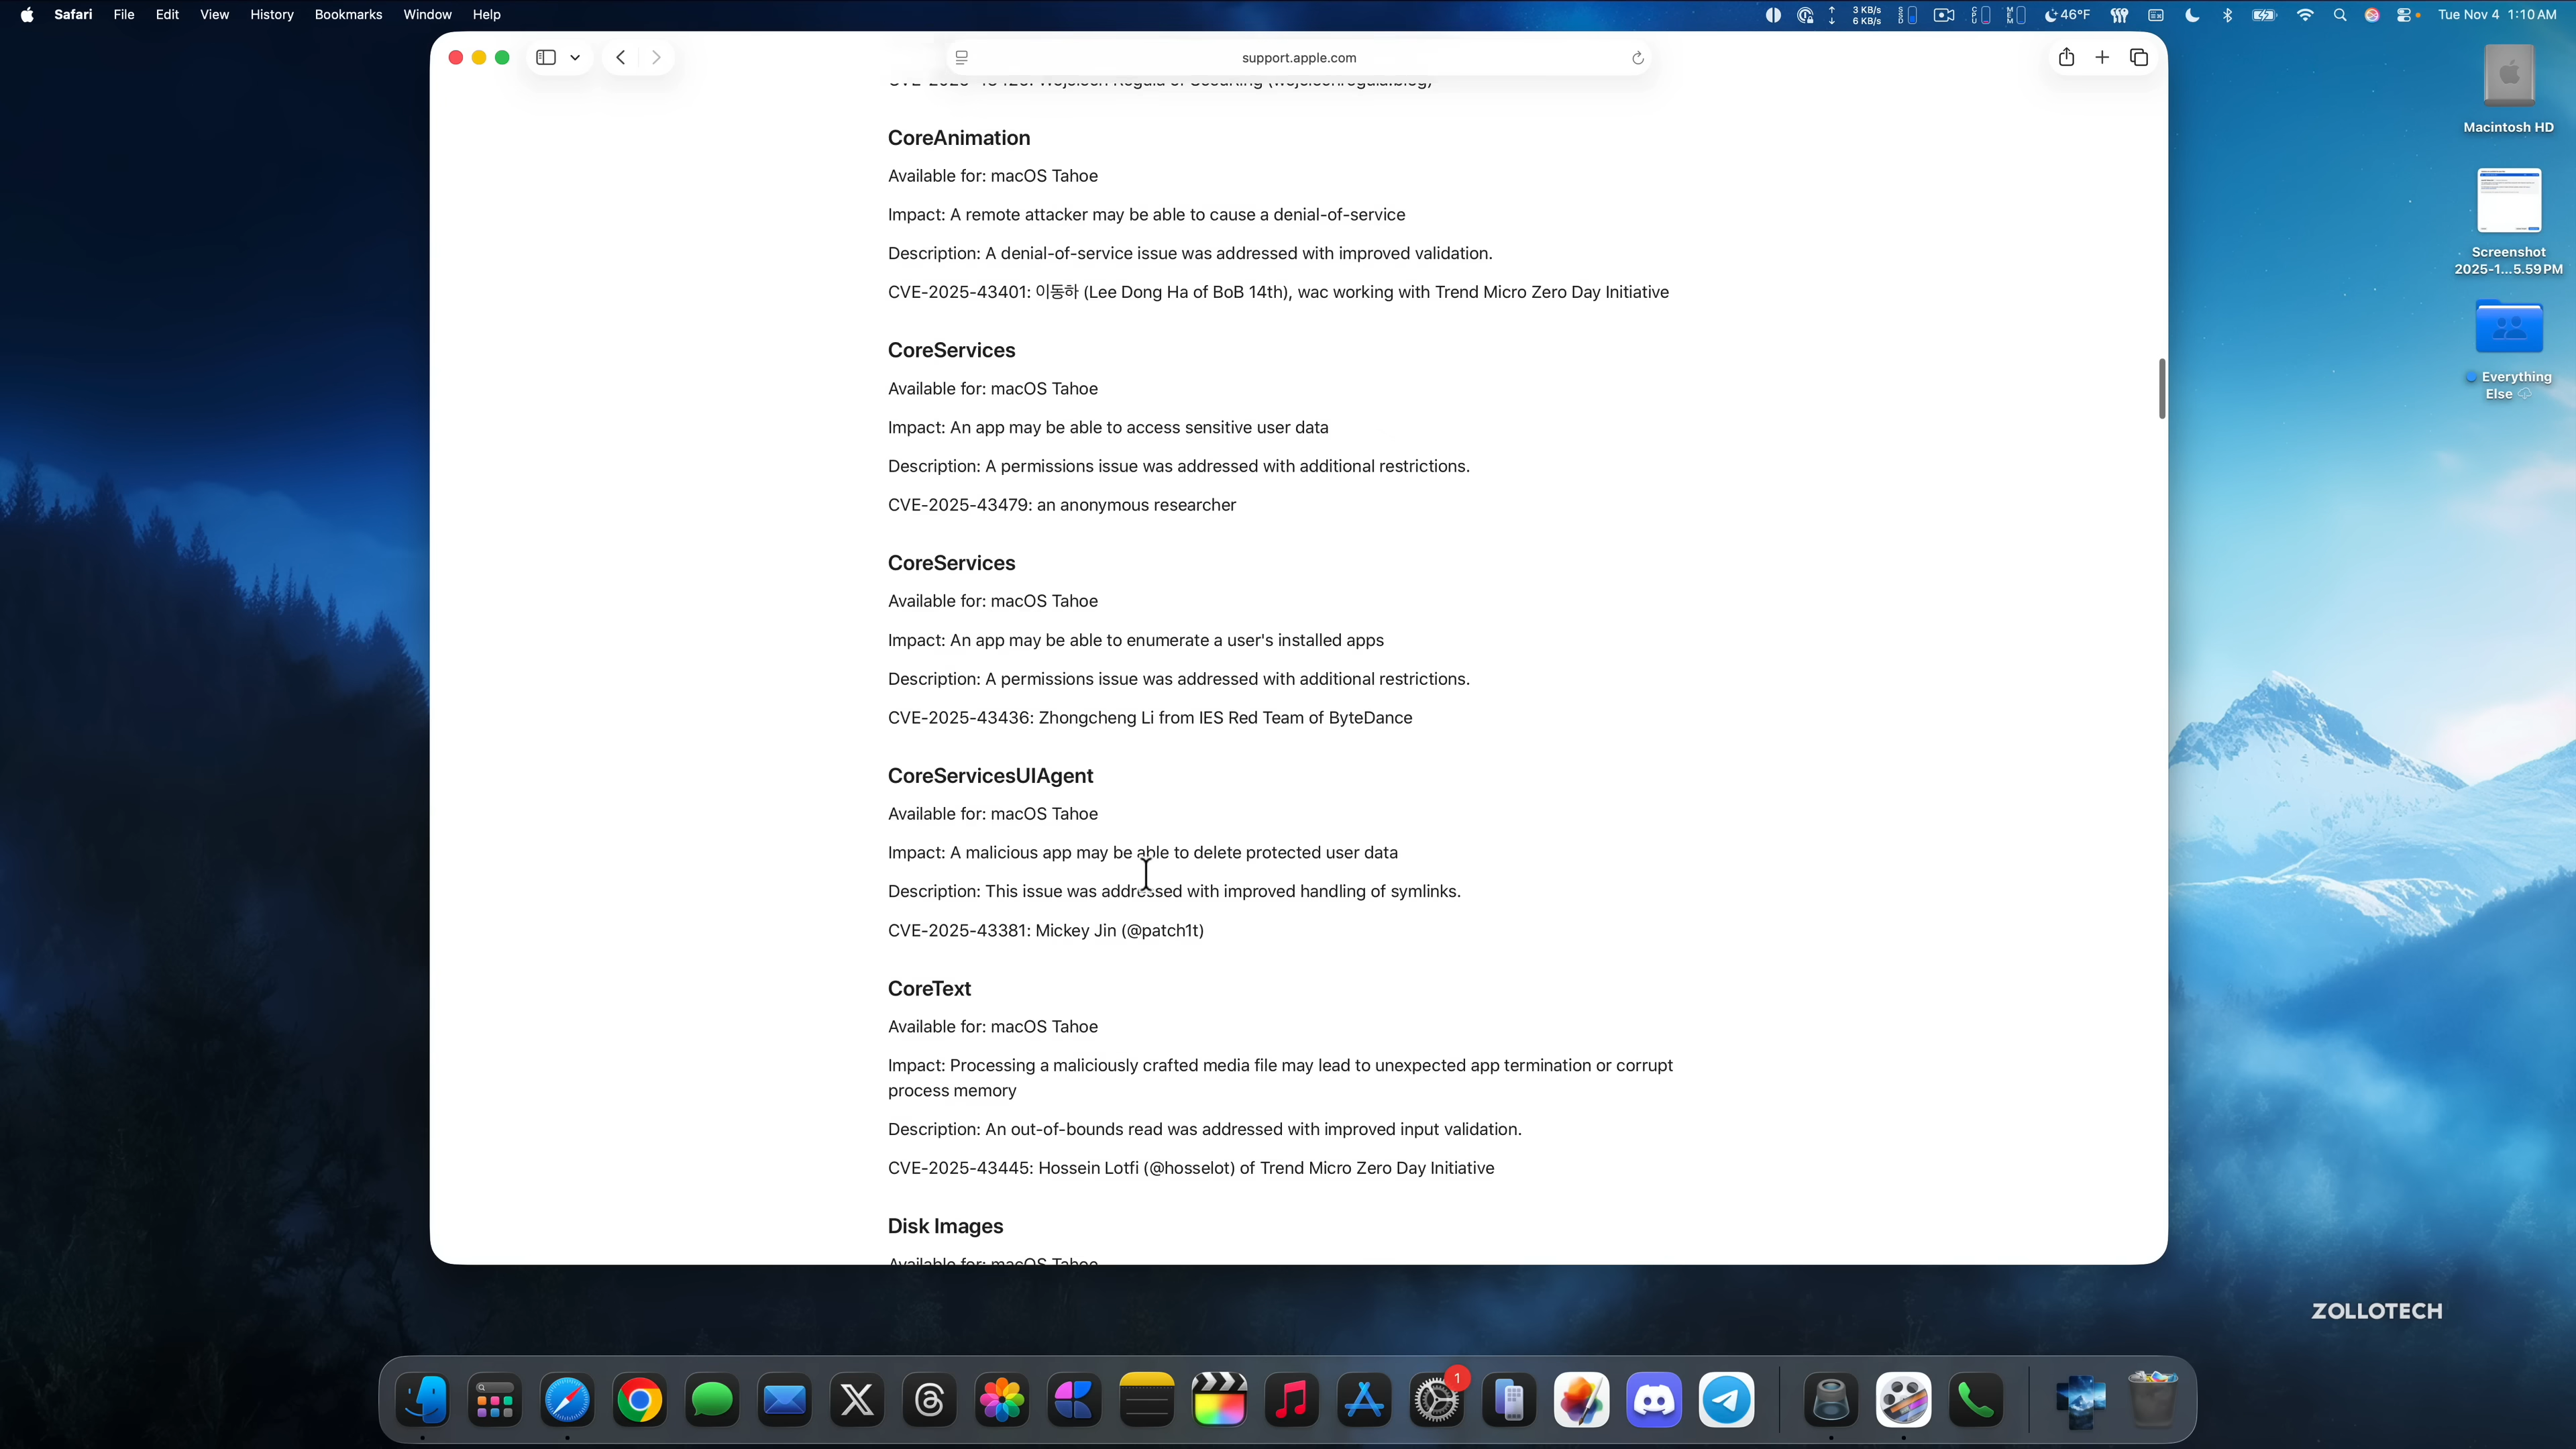 Safari File Edit View History Bookmarks Window Help
3 KB/s
6 KB/s
SSD
CPU
MEM
46°F
Tue Nov 4 1:10 AM
support.apple.com
CoreAnimation
Available for: macOS Tahoe
Impact: A remote attacker may be able to cause a denial-of-service
Description: A denial-of-service issue was addressed with improved validation.
CVE-2025-43401: 이동하 (Lee Dong Ha of BoB 14th), wac working with Trend Micro Zero Day Initiative
CoreServices
Available for: macOS Tahoe
Impact: An app may be able to access sensitive user data
Description: A permissions issue was addressed with additional restrictions.
CVE-2025-43479: an anonymous researcher
CoreServices
Available for: macOS Tahoe
Impact: An app may be able to enumerate a user's installed apps
Description: A permissions issue was addressed with additional restrictions.
CVE-2025-43436: Zhongcheng Li from IES Red Team of ByteDance
CoreServicesUIAgent
Available for: macOS Tahoe
Impact: A malicious app may be able to delete protected user data
Description: This issue was addressed with improved handling of symlinks.
CVE-2025-43381: Mickey Jin (@patch1t)
CoreText
Available for: macOS Tahoe
Impact: Processing a maliciously crafted media file may lead to unexpected app termination or corrupt
process memory
Description: An out-of-bounds read was addressed with improved input validation.
CVE-2025-43445: Hossein Lotfi (@hosselot) of Trend Micro Zero Day Initiative
Disk Images
Available for: macOS Tahoe
Macintosh HD
Screenshot
2025-1...5.59 PM
Everything
Else
ZOLLOTECH
1